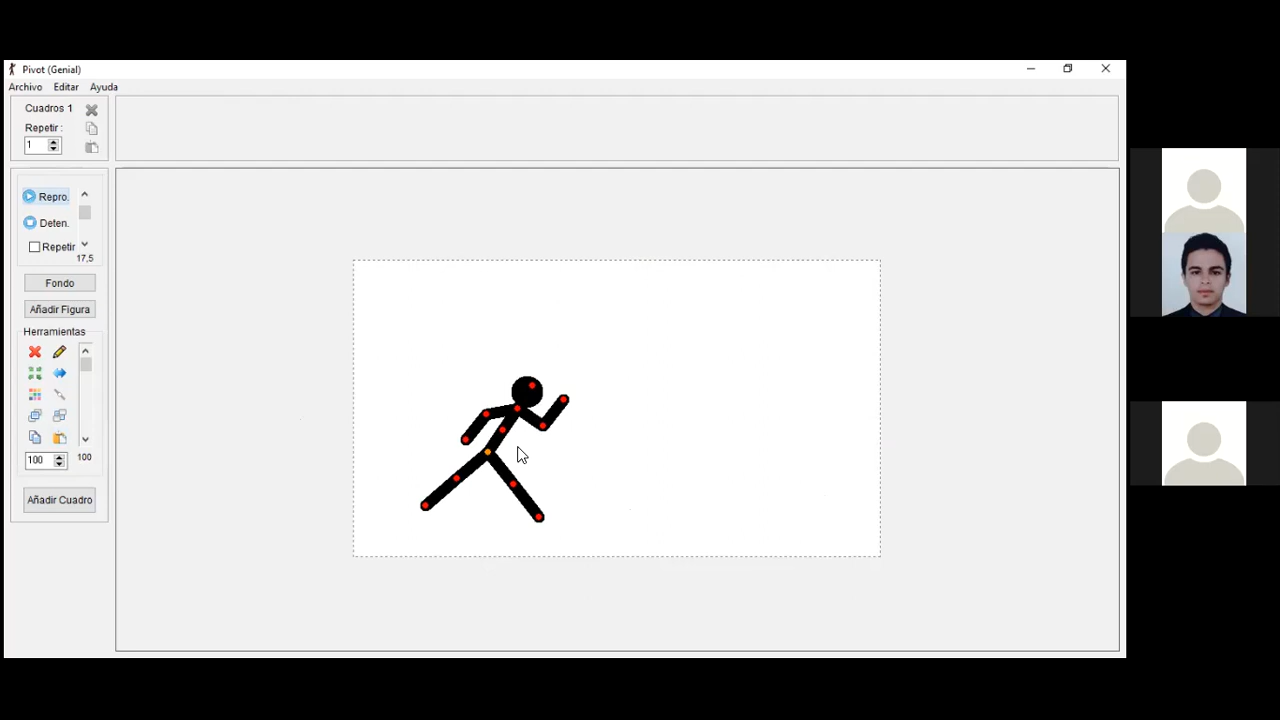 Pivot (Genial)
Archivo Editar Ayuda
Cuadros 1
Repetir :
1
Repro.
Deten.
Repetir
17,5
Fondo
Añadir Figura
Herramientas
100 100
Añadir Cuadro